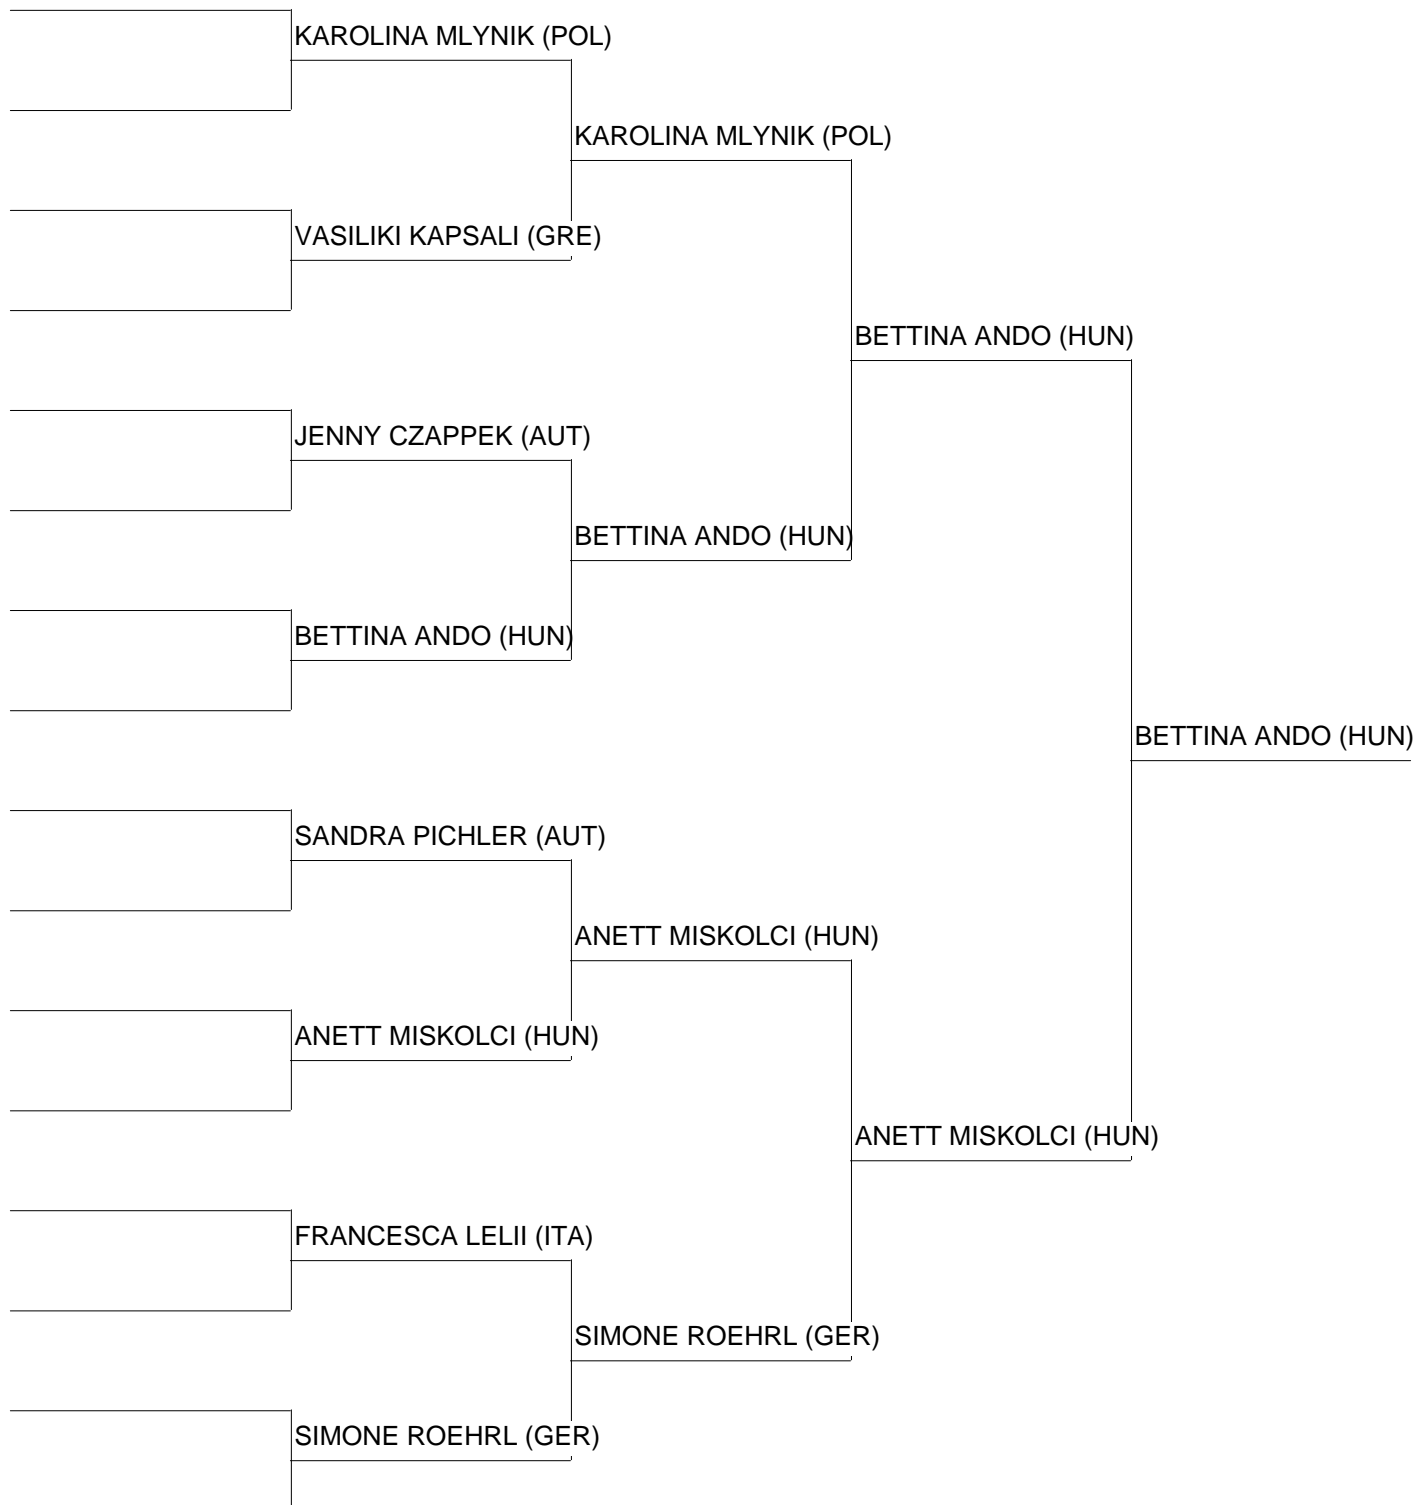 KAROLINA MLYNIK (POL)
KAROLINA MLYNIK (POL)
VASILIKI KAPSALI (GRE)
BETTINA ANDO (HUN)
JENNY CZAPPEK (AUT)
BETTINA ANDO (HUN)
BETTINA ANDO (HUN)
BETTINA ANDO (HUN)
SANDRA PICHLER (AUT)
ANETT MISKOLCI (HUN)
ANETT MISKOLCI (HUN)
ANETT MISKOLCI (HUN)
FRANCESCA LELII (ITA)
SIMONE ROEHRL (GER)
SIMONE ROEHRL (GER)